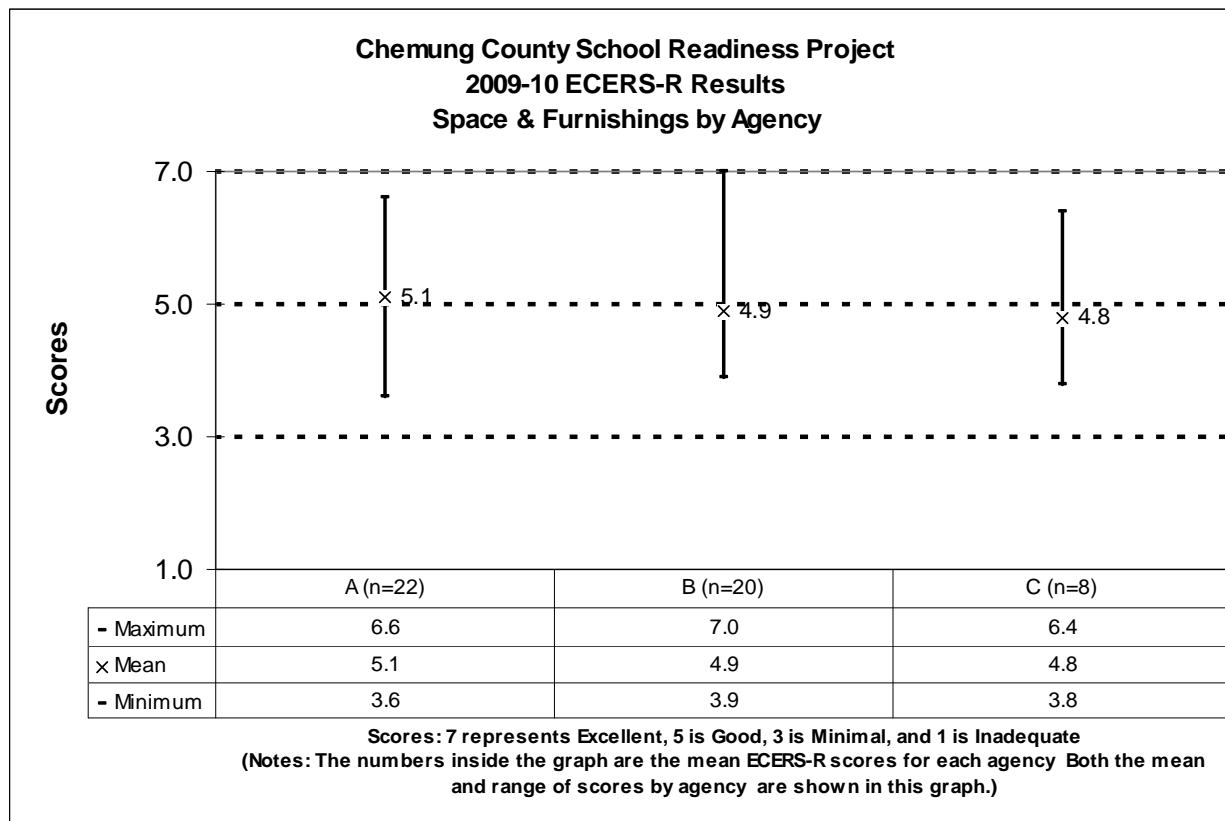 Chemung County School Readiness Project
2009-10 ECERS-R Results
Space & Furnishings by Agency
Scores
7.0
5.0
3.0
1.0
5.1
4.9
4.8
A (n=22) B (n=20) C (n=8)
Maximum 6.6 7.0 6.4
Mean 5.1 4.9 4.8
Minimum 3.6 3.9 3.8
Scores: 7 represents Excellent, 5 is Good, 3 is Minimal, and 1 is Inadequate
(Notes: The numbers inside the graph are the mean ECERS-R scores for each agency Both the mean
and range of scores by agency are shown in this graph.)